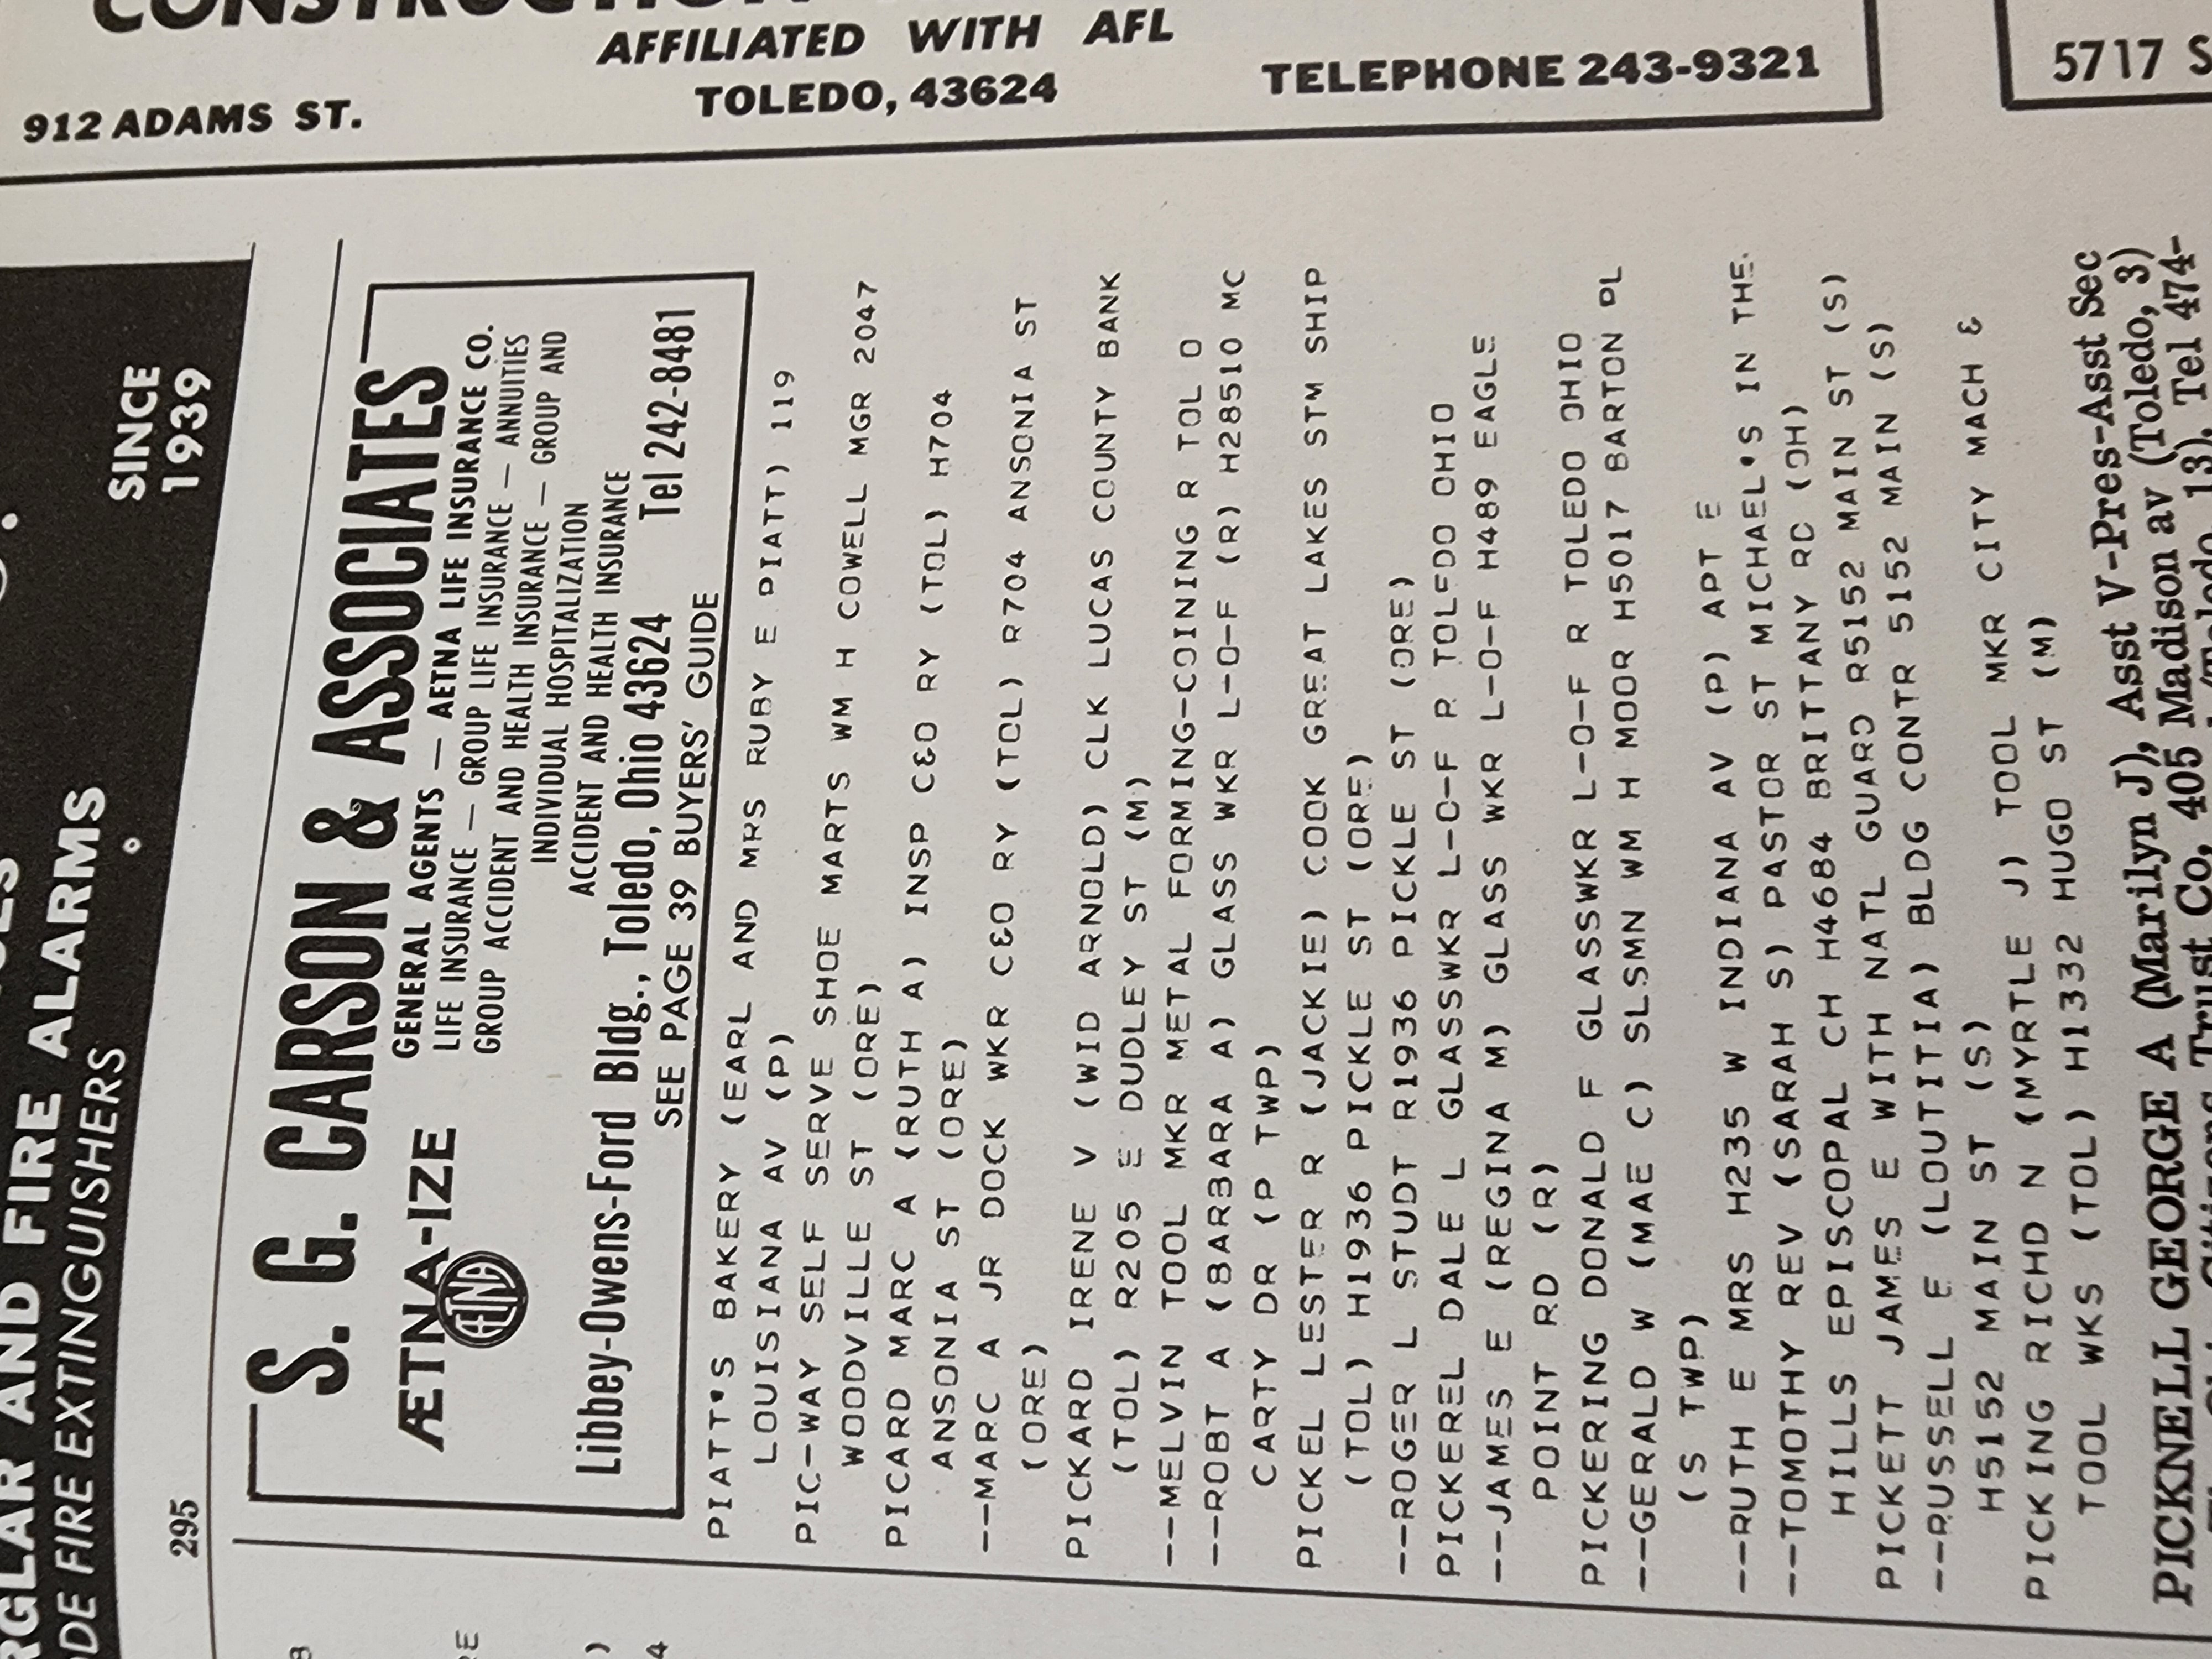 CONSTRUCTION
AFFILIATED WITH AFL
912 ADAMS ST.
TOLEDO, 43624
TELEPHONE 243-9321
5717 S
SINCE
1939
AND FIRE ALARMS
FIRE EXTINGUISHERS
295
S. G. CARSON & ASSOCIATES
ÆTNA-IZE
ÆTNA
GENERAL AGENTS — AETNA LIFE INSURANCE CO.
LIFE INSURANCE — GROUP LIFE INSURANCE — ANNUITIES
GROUP ACCIDENT AND HEALTH INSURANCE — GROUP AND
INDIVIDUAL HOSPITALIZATION
ACCIDENT AND HEALTH INSURANCE
Libbey-Owens-Ford Bldg., Toledo, Ohio 43624 Tel 242-8481
SEE PAGE 39 BUYERS' GUIDE
PIATT'S BAKERY (EARL AND MRS RUBY E PIATT) 119
LOUISIANA AV (P)
PIC-WAY SELF SERVE SHOE MARTS WM H COWELL MGR 2047
WOODVILLE ST (ORE)
PICARD MARC A (RUTH A) INSP C&O RY (TOL) H704
ANSONIA ST (ORE)
--MARC A JR DOCK WKR C&O RY (TOL) R704 ANSONIA ST
(ORE)
PICKARD IRENE V (WID ARNOLD) CLK LUCAS COUNTY BANK
(TOL) R205 E DUDLEY ST (M)
--MELVIN TOOL MKR METAL FORMING-COINING R TOL O
--ROBT A (BARBARA A) GLASS WKR L-O-F (R) H28510 MC
CARTY DR (P TWP)
PICKEL LESTER R (JACKIE) COOK GREAT LAKES STM SHIP
(TOL) H1936 PICKLE ST (ORE)
--ROGER L STUDT R1936 PICKLE ST (ORE)
PICKEREL DALE L GLASSWKR L-O-F R TOLEDO OHIO
--JAMES E (REGINA M) GLASS WKR L-O-F H489 EAGLE
POINT RD (R)
PICKERING DONALD F GLASSWKR L-O-F R TOLEDO OHIO
--GERALD W (MAE C) SLSMN WM H MOOR H5017 BARTON PL
(S TWP)
--RUTH E MRS H235 W INDIANA AV (P) APT E
--TOMOTHY REV (SARAH S) PASTOR ST MICHAEL'S IN THE
HILLS EPISCOPAL CH H4684 BRITTANY RD (OH)
PICKETT JAMES E WITH NATL GUARD R5152 MAIN ST (S)
--RUSSELL E (LOUTITIA) BLDG CONTR 5152 MAIN (S)
H5152 MAIN ST (S)
PICKING RICHD N (MYRTLE J) TOOL MKR CITY MACH &
TOOL WKS (TOL) H1332 HUGO ST (M)
PICKNELL GEORGE A (Marilyn J), Asst V-Pres-Asst Sec
Trust Co, 405 Madison av (Toledo, 3)
Tel 474-